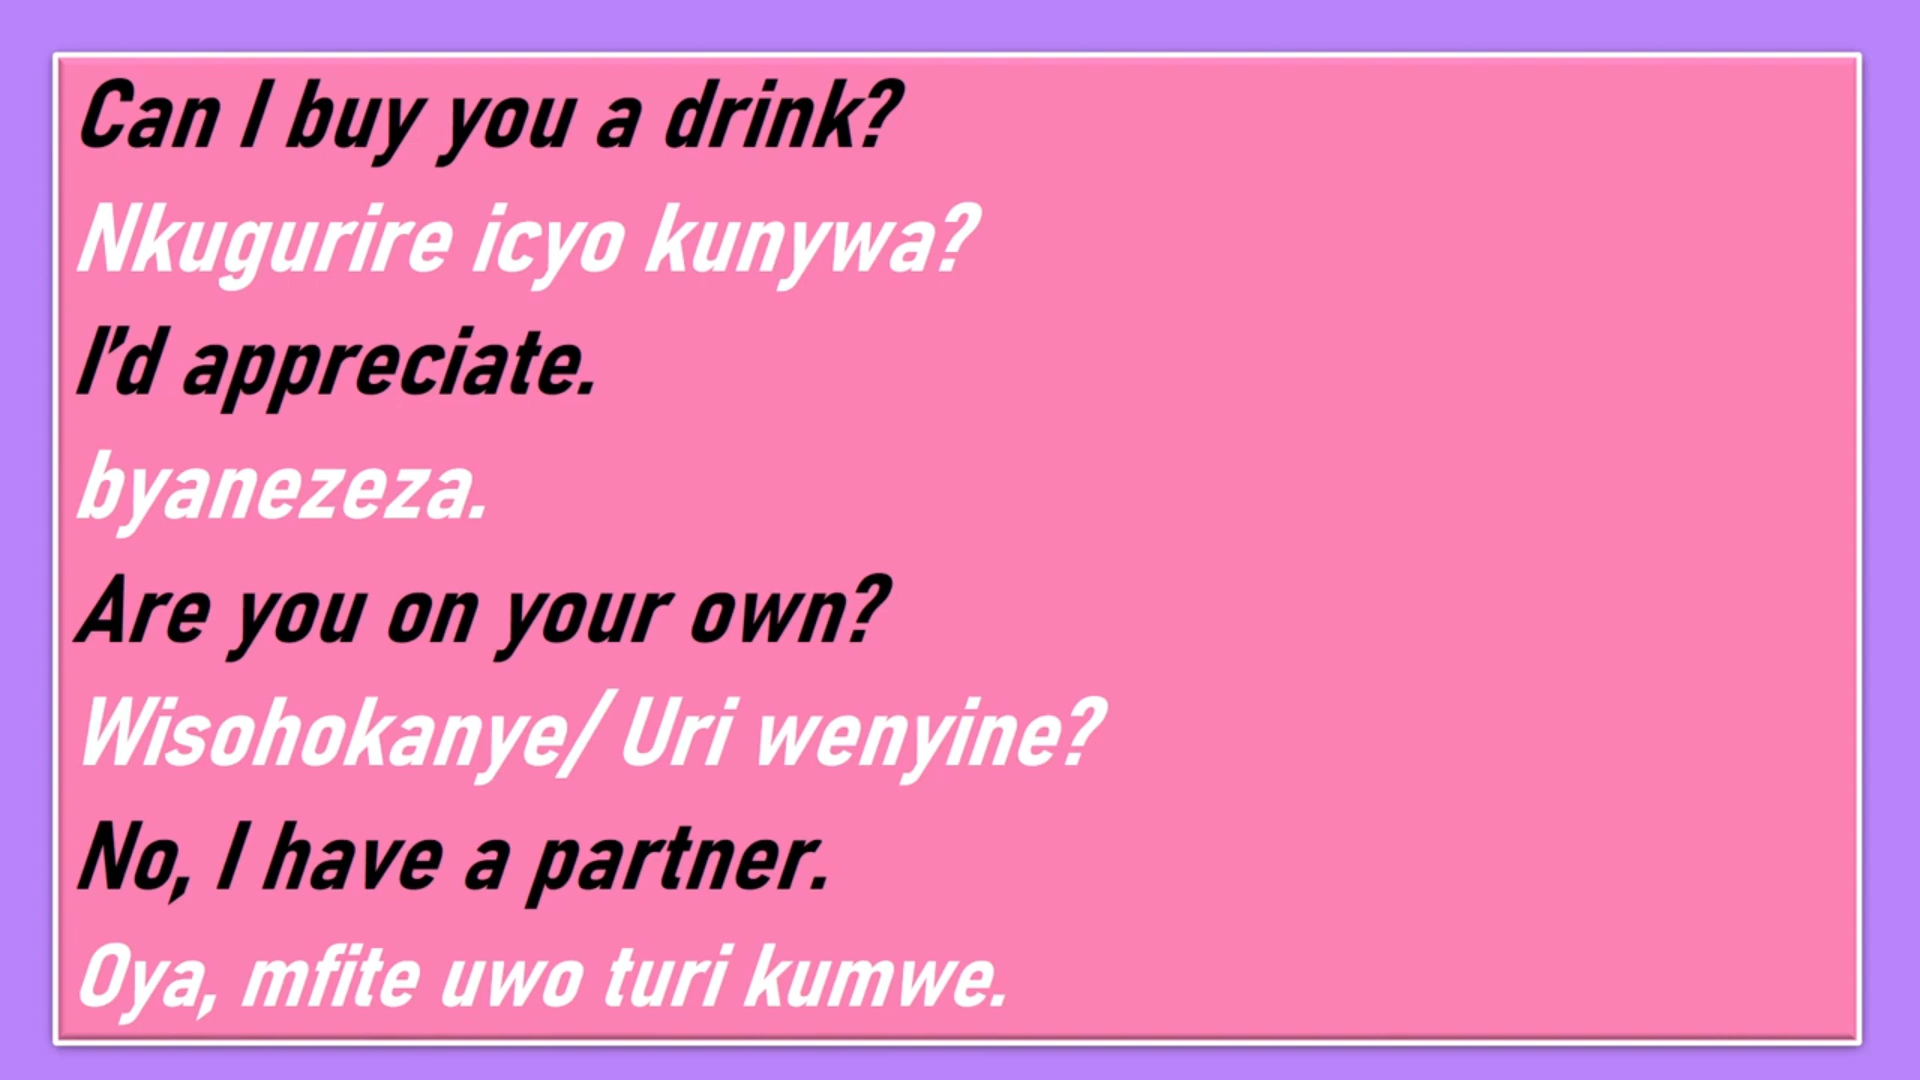 Can I buy you a drink?
Nkugurire icyo kunywa?
I'd appreciate.
byanezeza.
Are you on your own?
Wisohokanye/ Uri wenyine?
No, I have a partner.
Oya, mfite uwo turi kumwe.